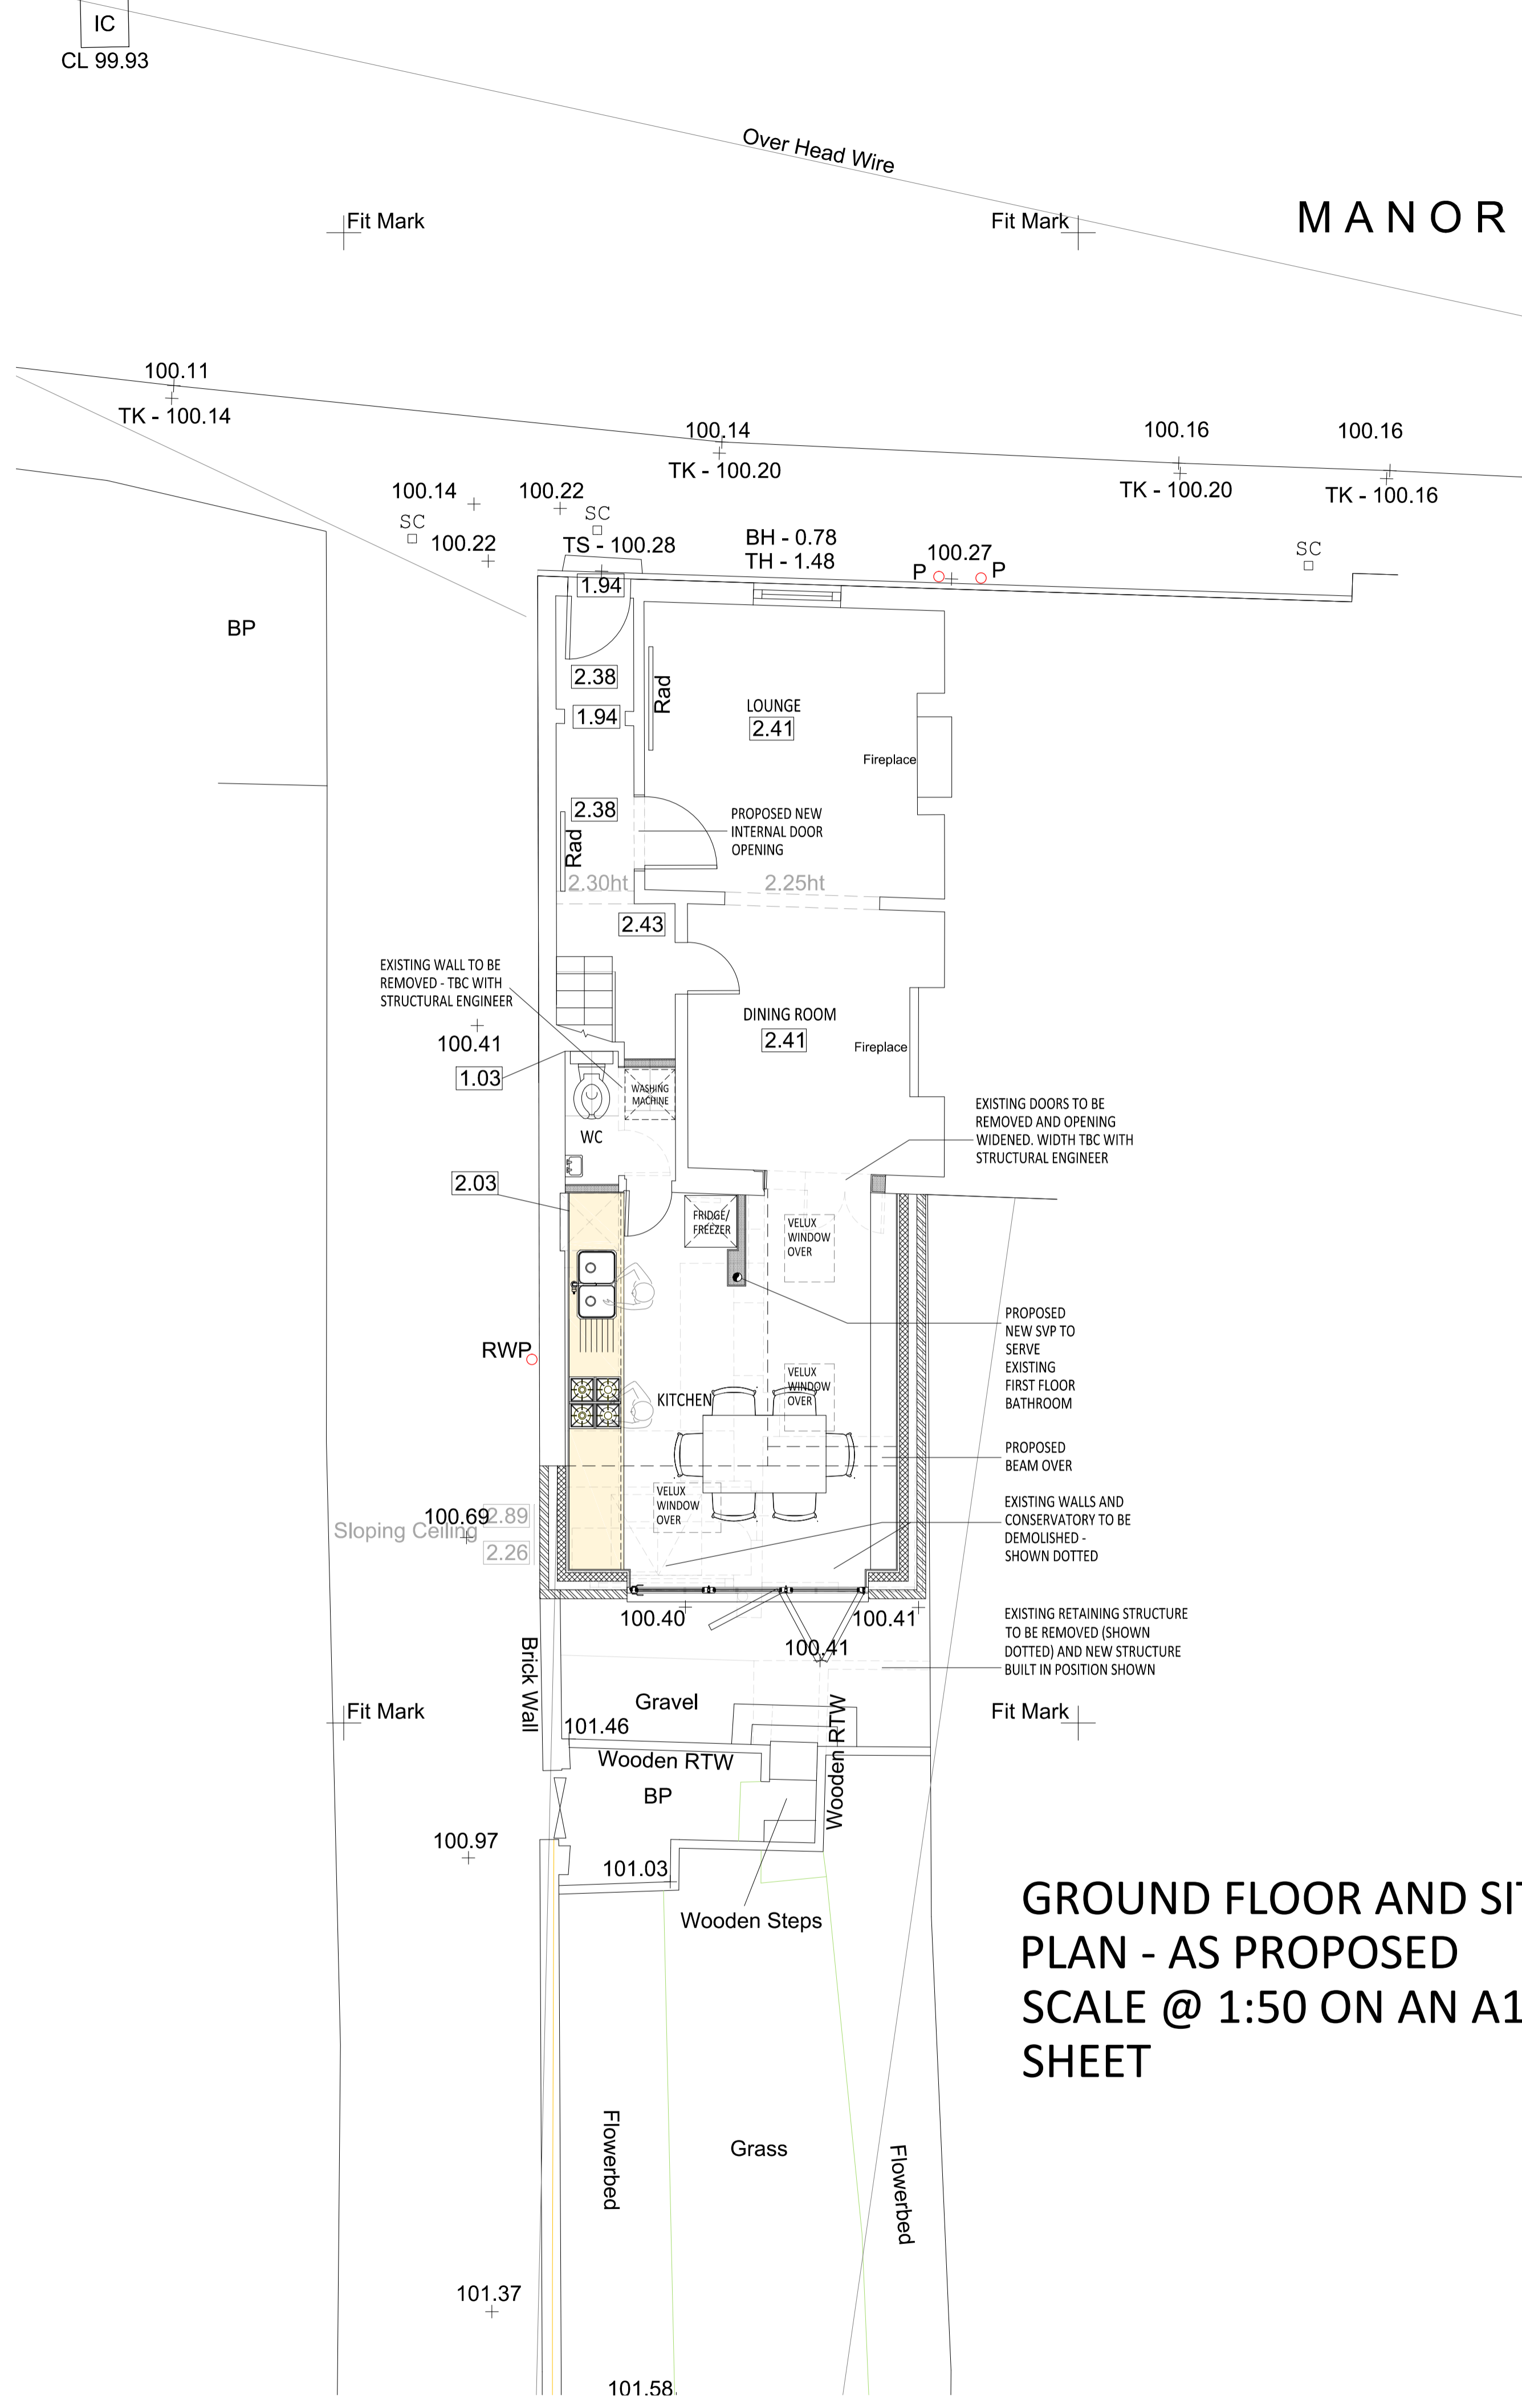 IC
CL 99.93
Over Head Wire
Fit Mark
Fit Mark
MANOR
100.11
TK - 100.14
100.14
TK - 100.20
100.16
TK - 100.20
100.16
TK - 100.16
100.14
SC
100.22
100.22
SC
TS - 100.28
BH - 0.78
TH - 1.48
100.27
P
P
SC
1.94
BP
2.38
1.94
Rad
LOUNGE
2.41
Fireplace
2.38
Rad
PROPOSED NEW
INTERNAL DOOR
OPENING
2.30ht
2.25ht
2.43
EXISTING WALL TO BE
REMOVED - TBC WITH
STRUCTURAL ENGINEER
100.41
1.03
DINING ROOM
2.41
Fireplace
WASHING
MACHINE
WC
EXISTING DOORS TO BE
REMOVED AND OPENING
WIDENED. WIDTH TBC WITH
STRUCTURAL ENGINEER
2.03
FRIDGE/
FREEZER
VELUX
WINDOW
OVER
PROPOSED
NEW SVP TO
SERVE
EXISTING
FIRST FLOOR
BATHROOM
RWP
KITCHEN
VELUX
WINDOW
OVER
PROPOSED
BEAM OVER
VELUX
WINDOW
OVER
EXISTING WALLS AND
CONSERVATORY TO BE
DEMOLISHED -
SHOWN DOTTED
100.69
2.89
Sloping Ceiling
2.26
100.40
100.41
100.41
EXISTING RETAINING STRUCTURE
TO BE REMOVED (SHOWN
DOTTED) AND NEW STRUCTURE
BUILT IN POSITION SHOWN
Brick Wall
Fit Mark
Gravel
101.46
Wooden RTW
Wooden RTW
Fit Mark
BP
100.97
101.03
Wooden Steps
GROUND FLOOR AND SIT
PLAN - AS PROPOSED
SCALE @ 1:50 ON AN A1
SHEET
Flowerbed
Grass
Flowerbed
101.37
101.58